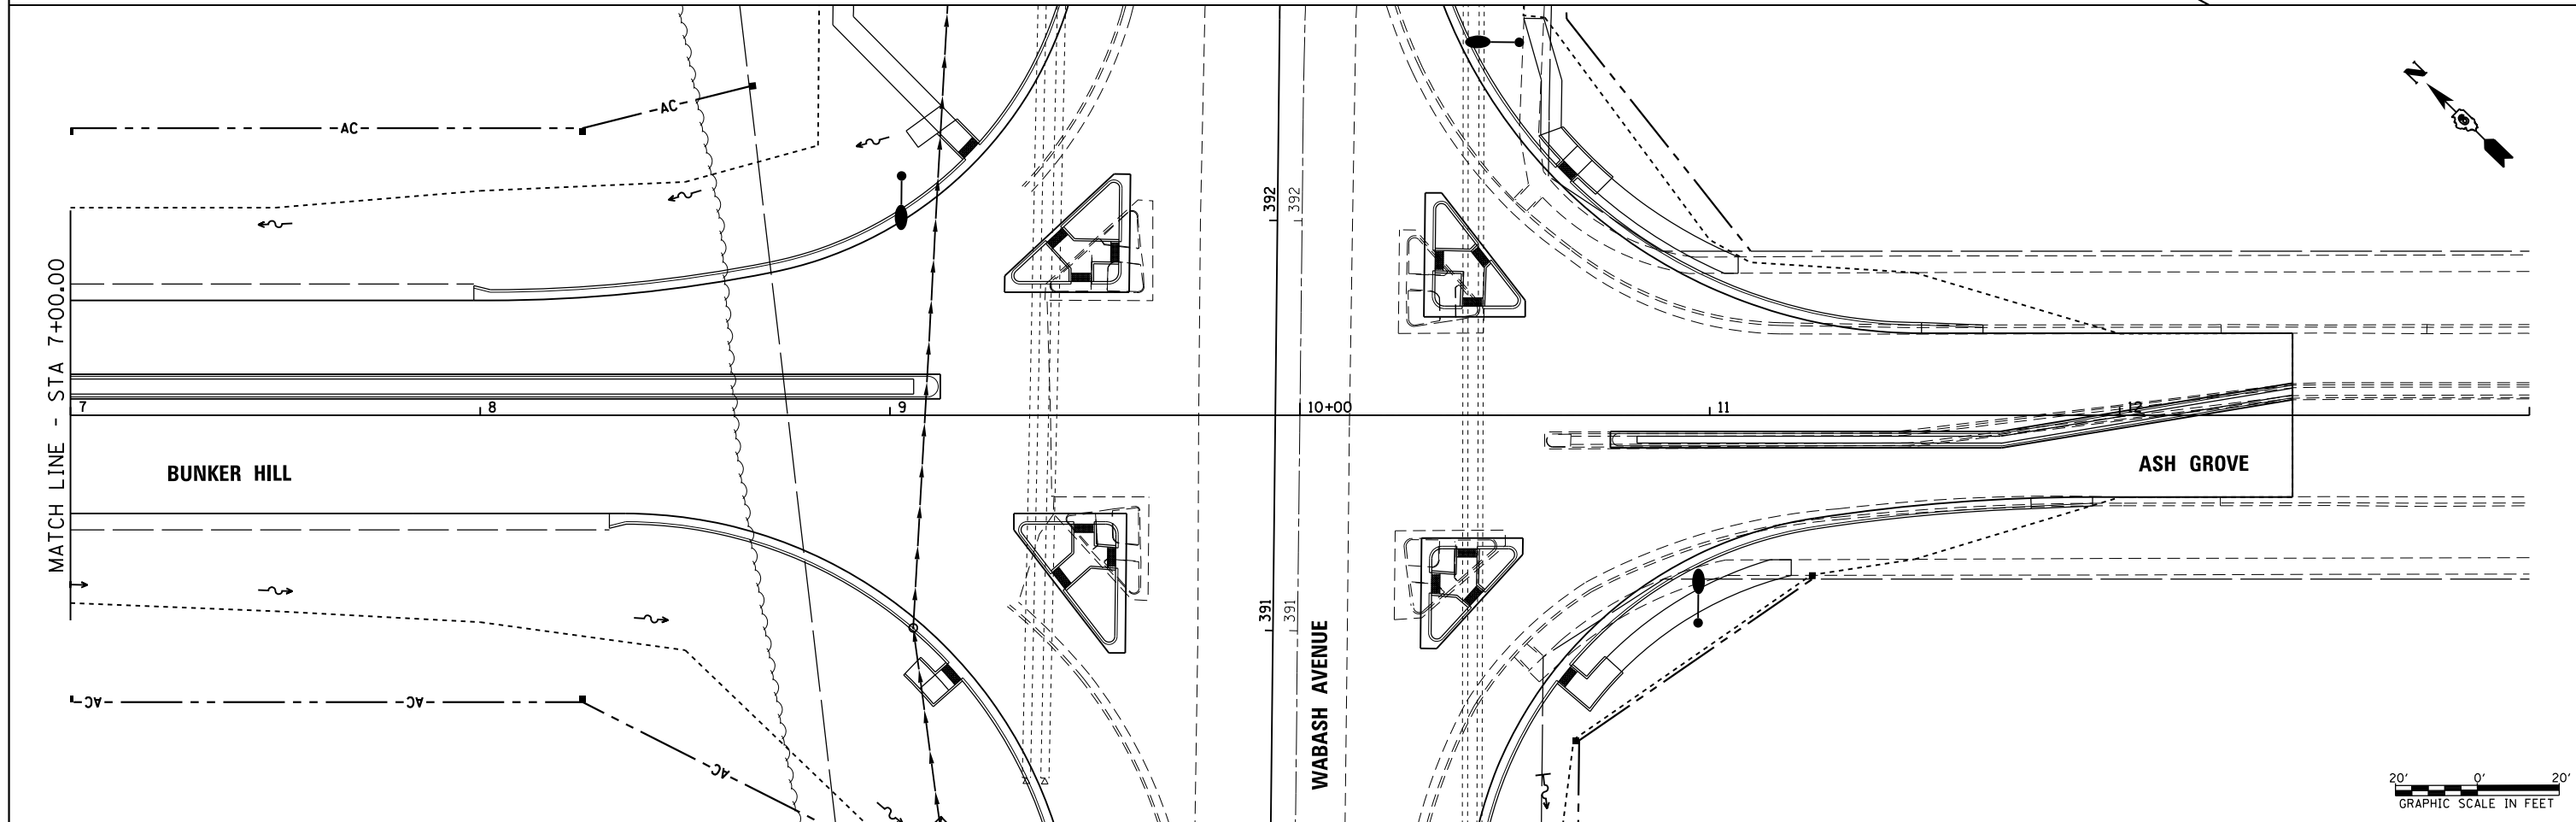 N
AC
AC
392
392
MATCH LINE - STA 7+00.00
7
8
9
10+00
11
12
BUNKER HILL
ASH GROVE
391
391
WABASH AVENUE
AC
AC
AC
20' 0' 20'
GRAPHIC SCALE IN FEET